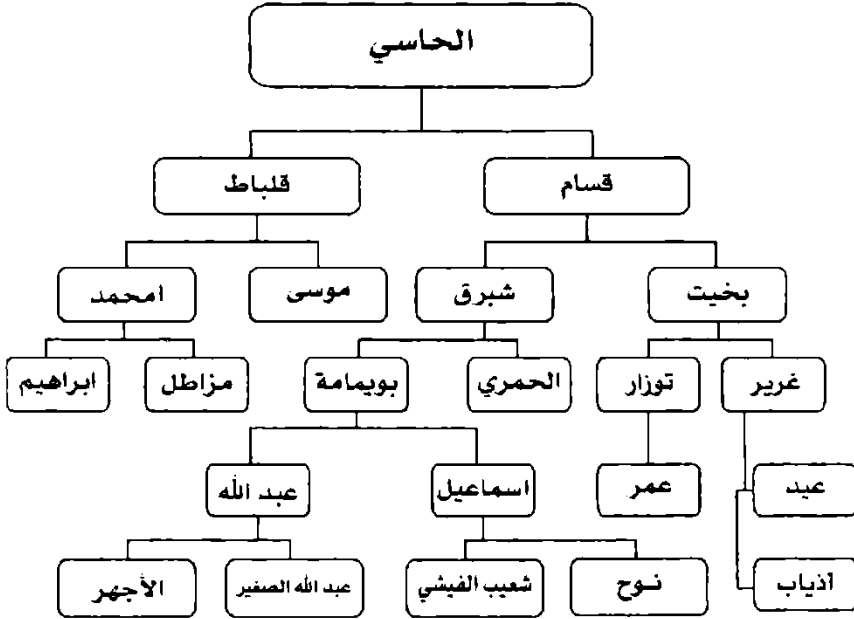 الحاسي
قسام
قلباط
بخيت
شبرق
موسى
امحمد
غرير
توزار
الحمري
بويمامة
مزاطل
ابراهيم
عيد
عمر
اسماعيل
عبد الله
آذياب
نوح
شعيب الفيشي
عبد الله الصغير
الأجهر